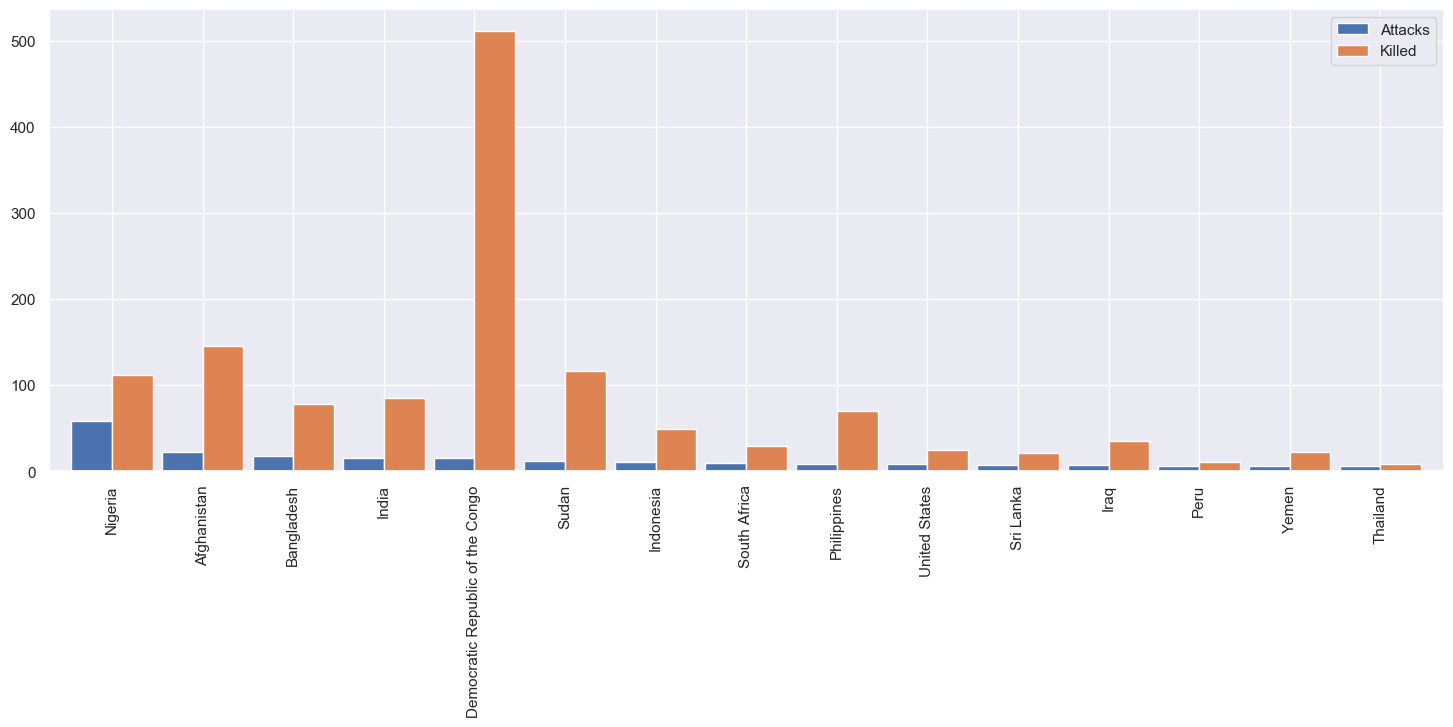 500
400
300
200
100
0
Attacks
Killed
Nigeria
Afghanistan
Bangladesh
India
Democratic Republic of the Congo
Sudan
Indonesia
South Africa
Philippines
United States
Sri Lanka
Iraq
Peru
Yemen
Thailand